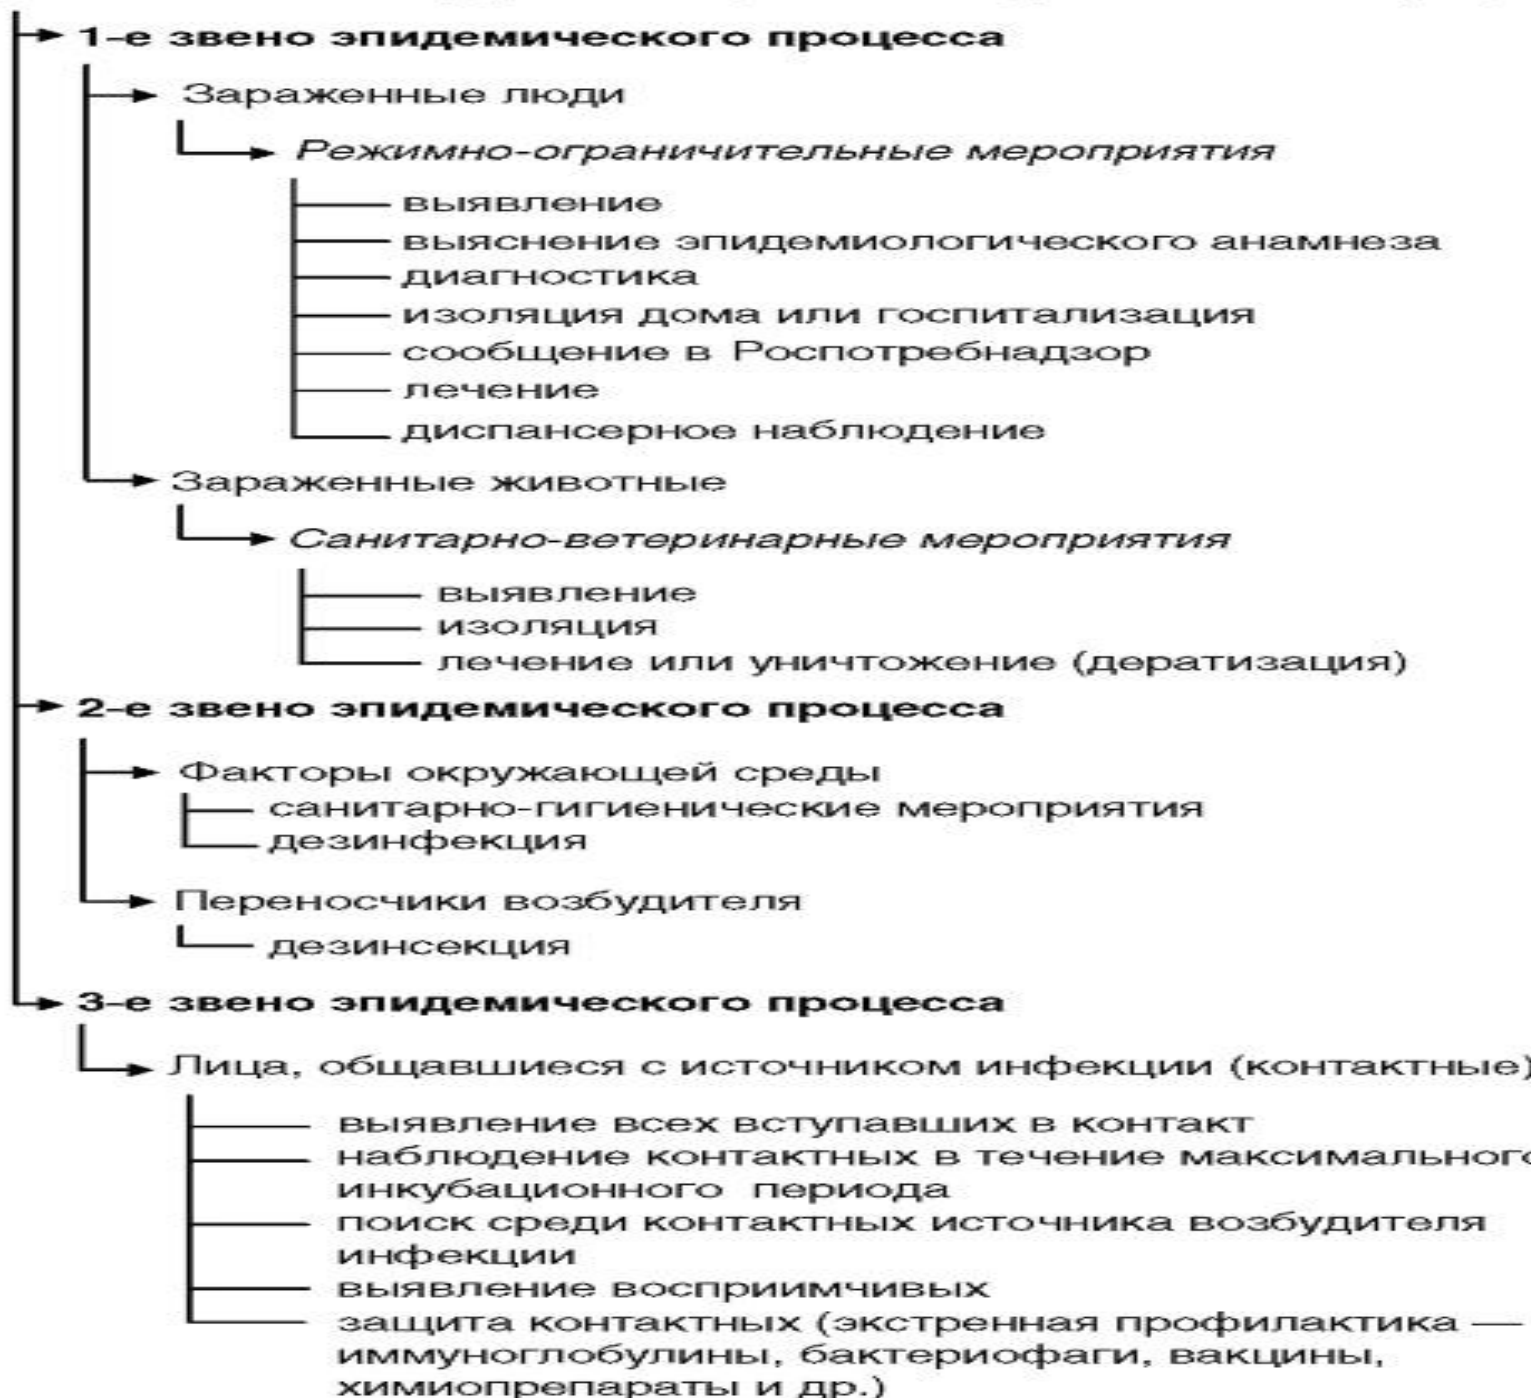 1-е звено эпидемического процесса
Зараженные люди
Режимно-ограничительные мероприятия
выявление
выяснение эпидемиологического анамнеза
диагностика
изоляция дома или госпитализация
сообщение в Роспотребнадзор
лечение
диспансерное наблюдение
Зараженные животные
Санитарно-ветеринарные мероприятия
выявление
изоляция
лечение или уничтожение (дератизация)
2-е звено эпидемического процесса
Факторы окружающей среды
санитарно-гигиенические мероприятия
дезинфекция
Переносчики возбудителя
дезинсекция
3-е звено эпидемического процесса
Лица, общавшиеся с источником инфекции (контактные)
выявление всех вступавших в контакт
наблюдение контактных в течение максимального
инкубационного периода
поиск среди контактных источника возбудителя
инфекции
выявление восприимчивых
защита контактных (экстренная профилактика —
иммуноглобулины, бактериофаги, вакцины,
химиопрепараты и др.)